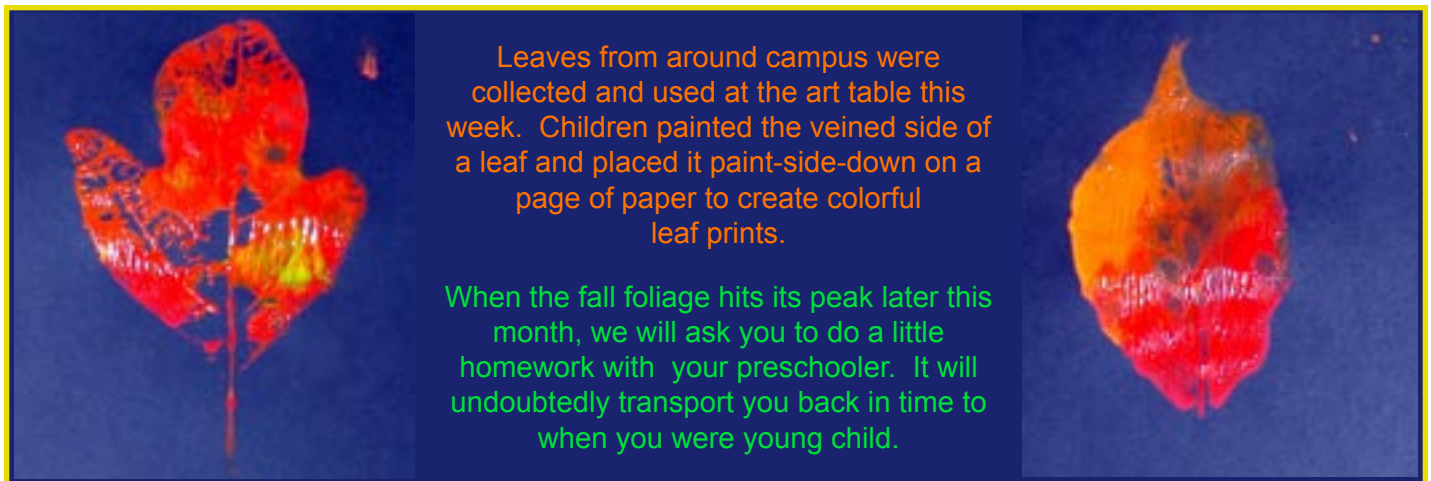 Leaves from around campus were
collected and used at the art table this
week.  Children painted the veined side of
a leaf and placed it paint-side-down on a
page of paper to create colorful
leaf prints.
When the fall foliage hits its peak later this
month, we will ask you to do a little
homework with  your preschooler.  It will
undoubtedly transport you back in time to
when you were young child.